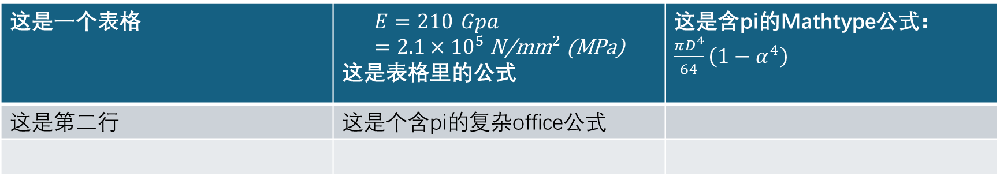 这是一个表格
E = 210 Gpa
= 2.1 × 10⁵ N/mm² (MPa)
这是表格里的公式
这是含pi的Mathtype公式：
πD⁴/64 (1 − α⁴)
这是第二行
这是个含pi的复杂office公式